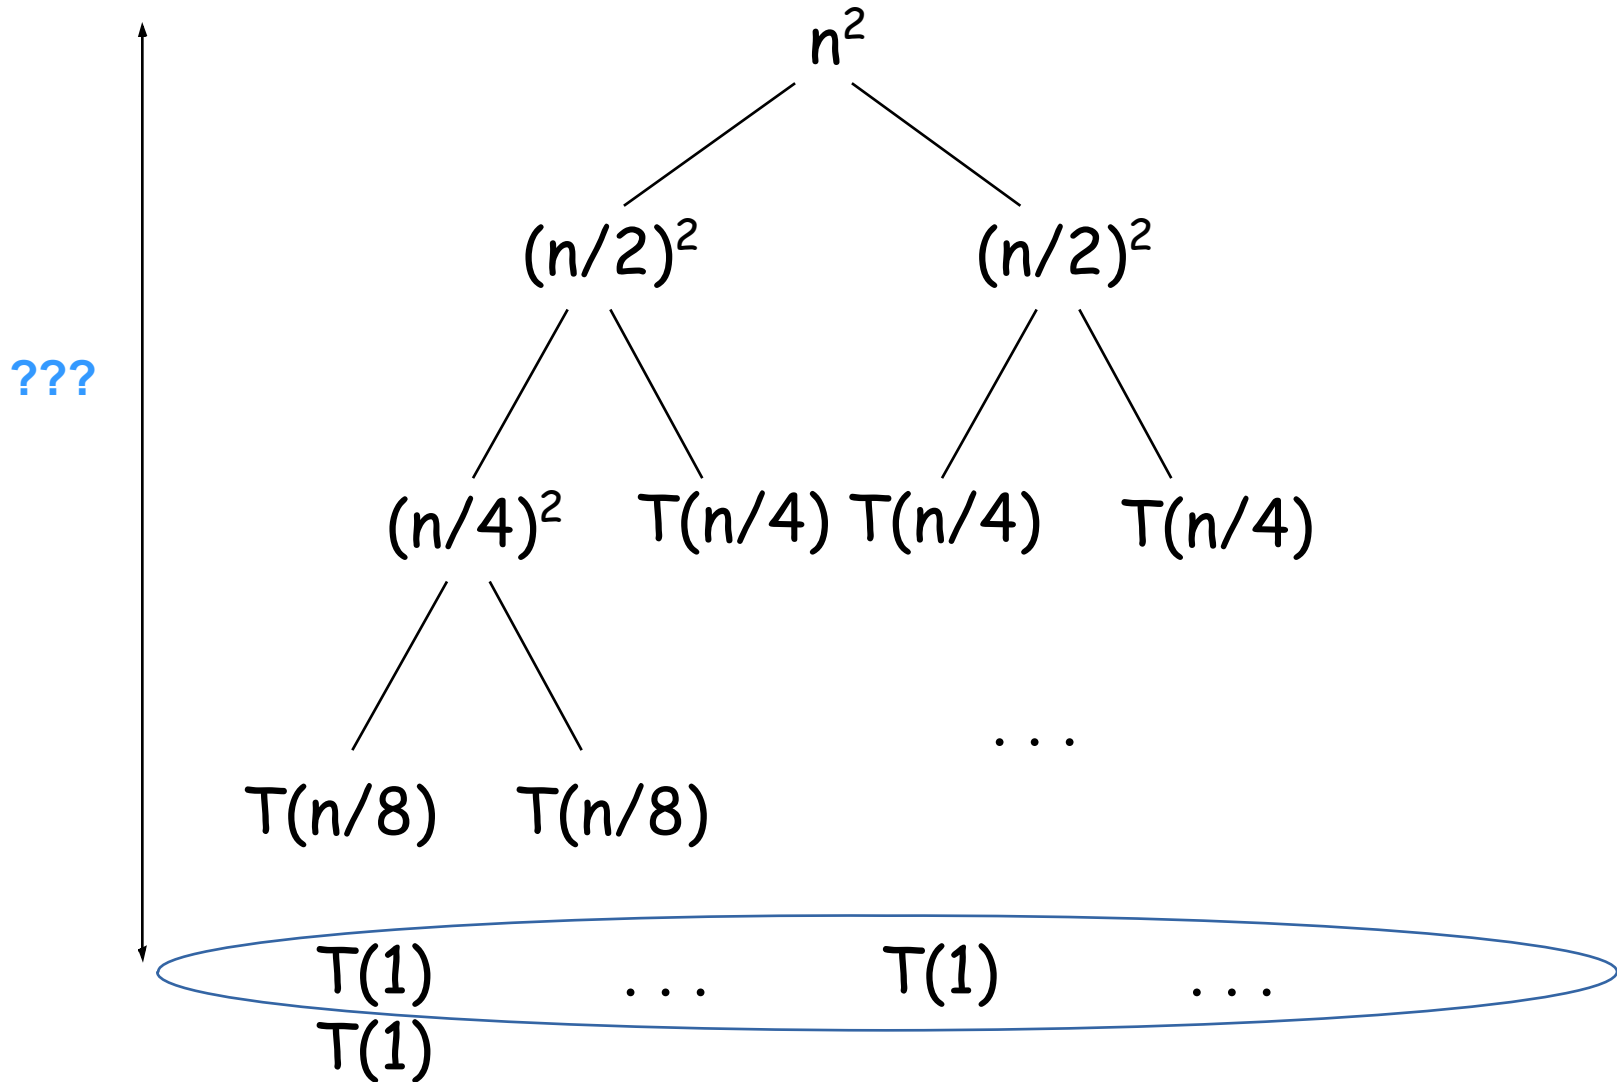 n²
(n/2)² (n/2)²
???
(n/4)² T(n/4) T(n/4) T(n/4)
. . .
T(n/8) T(n/8)
T(1) . . . T(1) . . .
T(1)